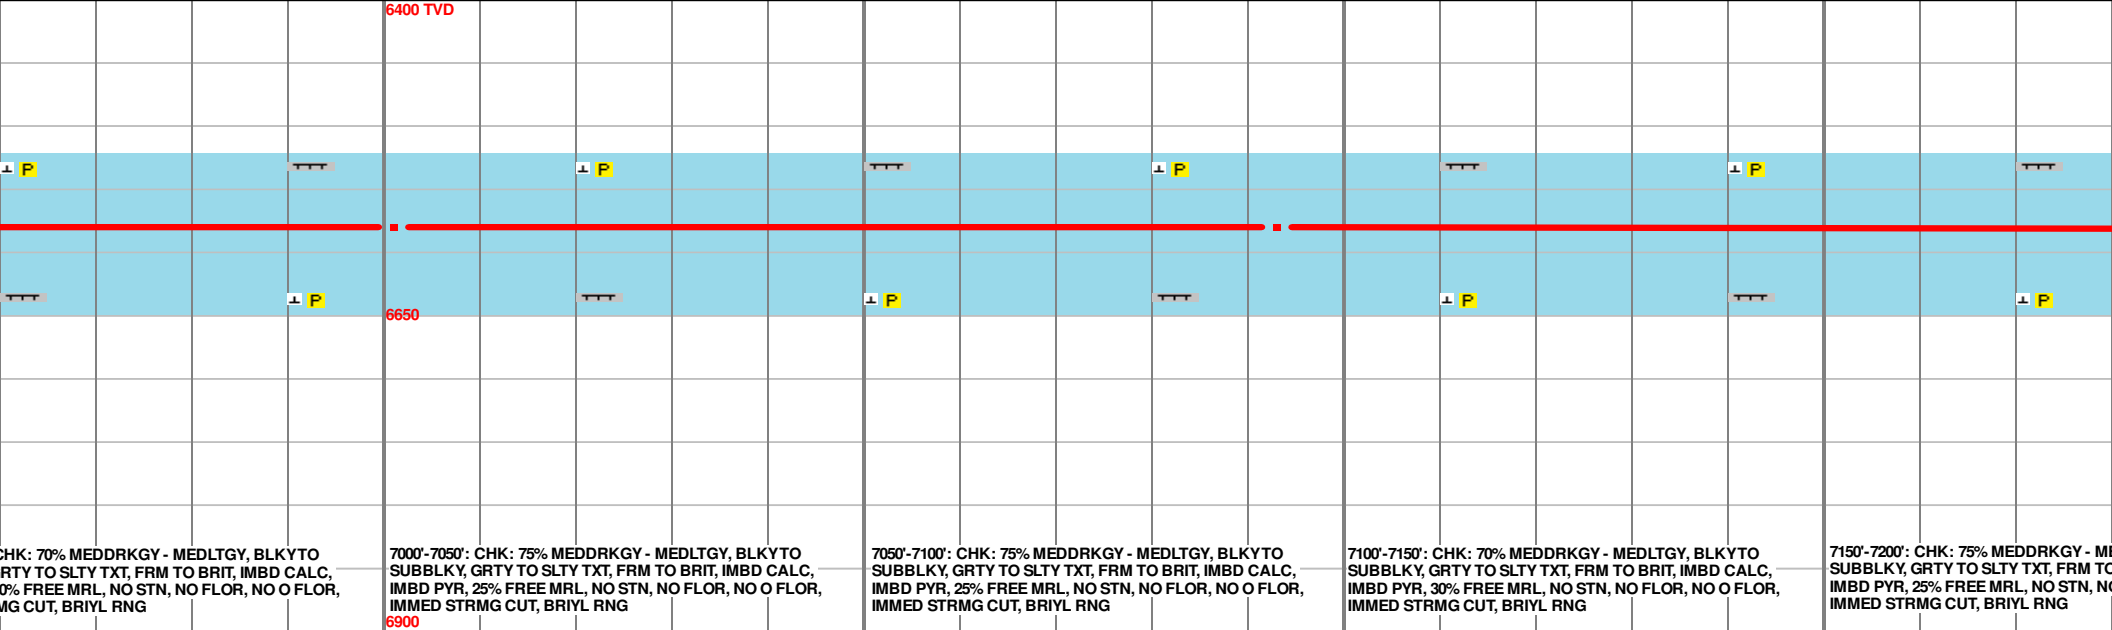 6400 TVD
P
P
P
P
6650
P
P
P
P
CHK: 70% MEDDRKGY - MEDLTGY, BLKYTO
GRTY TO SLTY TXT, FRM TO BRIT, IMBD CALC,
0% FREE MRL, NO STN, NO FLOR, NO O FLOR,
MG CUT, BRIYL RNG
7000'-7050': CHK: 75% MEDDRKGY - MEDLTGY, BLKYTO
SUBBLKY, GRTY TO SLTY TXT, FRM TO BRIT, IMBD CALC,
IMBD PYR, 25% FREE MRL, NO STN, NO FLOR, NO O FLOR,
IMMED STRMG CUT, BRIYL RNG
7050'-7100': CHK: 75% MEDDRKGY - MEDLTGY, BLKYTO
SUBBLKY, GRTY TO SLTY TXT, FRM TO BRIT, IMBD CALC,
IMBD PYR, 25% FREE MRL, NO STN, NO FLOR, NO O FLOR,
IMMED STRMG CUT, BRIYL RNG
7100'-7150': CHK: 70% MEDDRKGY - MEDLTGY, BLKYTO
SUBBLKY, GRTY TO SLTY TXT, FRM TO BRIT, IMBD CALC,
IMBD PYR, 30% FREE MRL, NO STN, NO FLOR, NO O FLOR,
IMMED STRMG CUT, BRIYL RNG
7150'-7200': CHK: 75% MEDDRKGY - ME
SUBBLKY, GRTY TO SLTY TXT, FRM TO
IMBD PYR, 25% FREE MRL, NO STN, NO
IMMED STRMG CUT, BRIYL RNG
6900